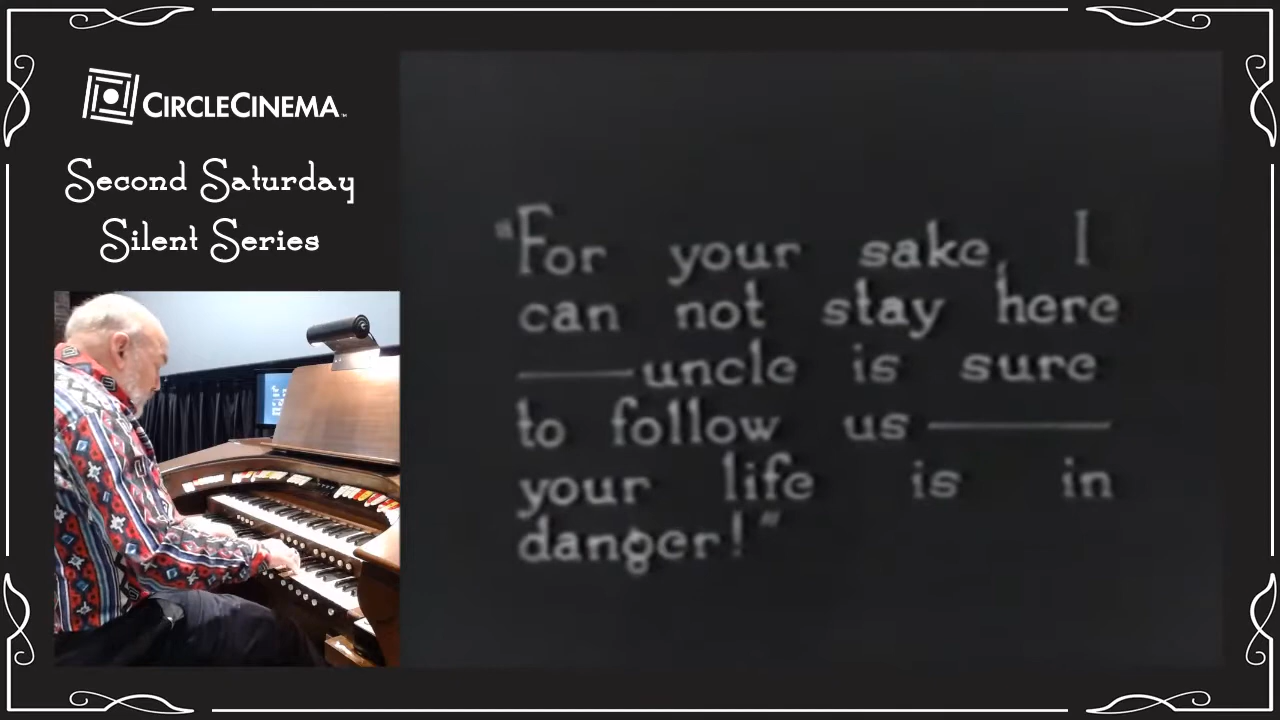 CIRCLECINEMA™
Second Saturday
Silent Series
"For your sake, I
can not stay here
——uncle is sure
to follow us——
your life is in
danger!"